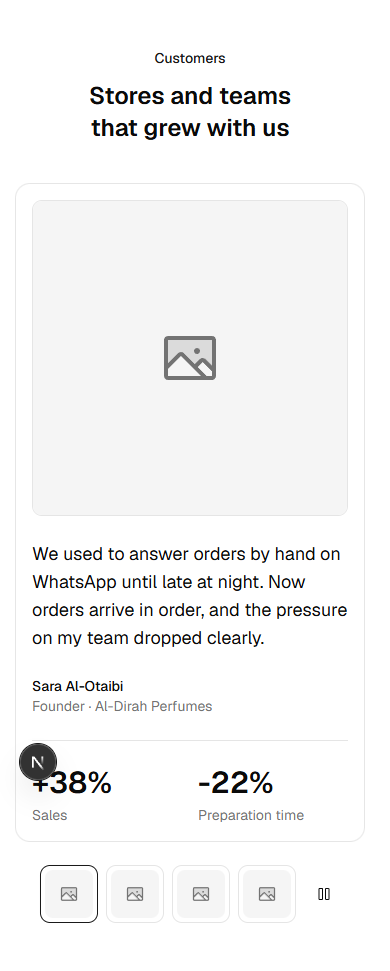 Customers
Stores and teams
that grew with us
We used to answer orders by hand on
WhatsApp until late at night. Now
orders arrive in order, and the pressure
on my team dropped clearly.
Sara Al-Otaibi
Founder · Al-Dirah Perfumes
N
+38%
-22%
Sales
Preparation time